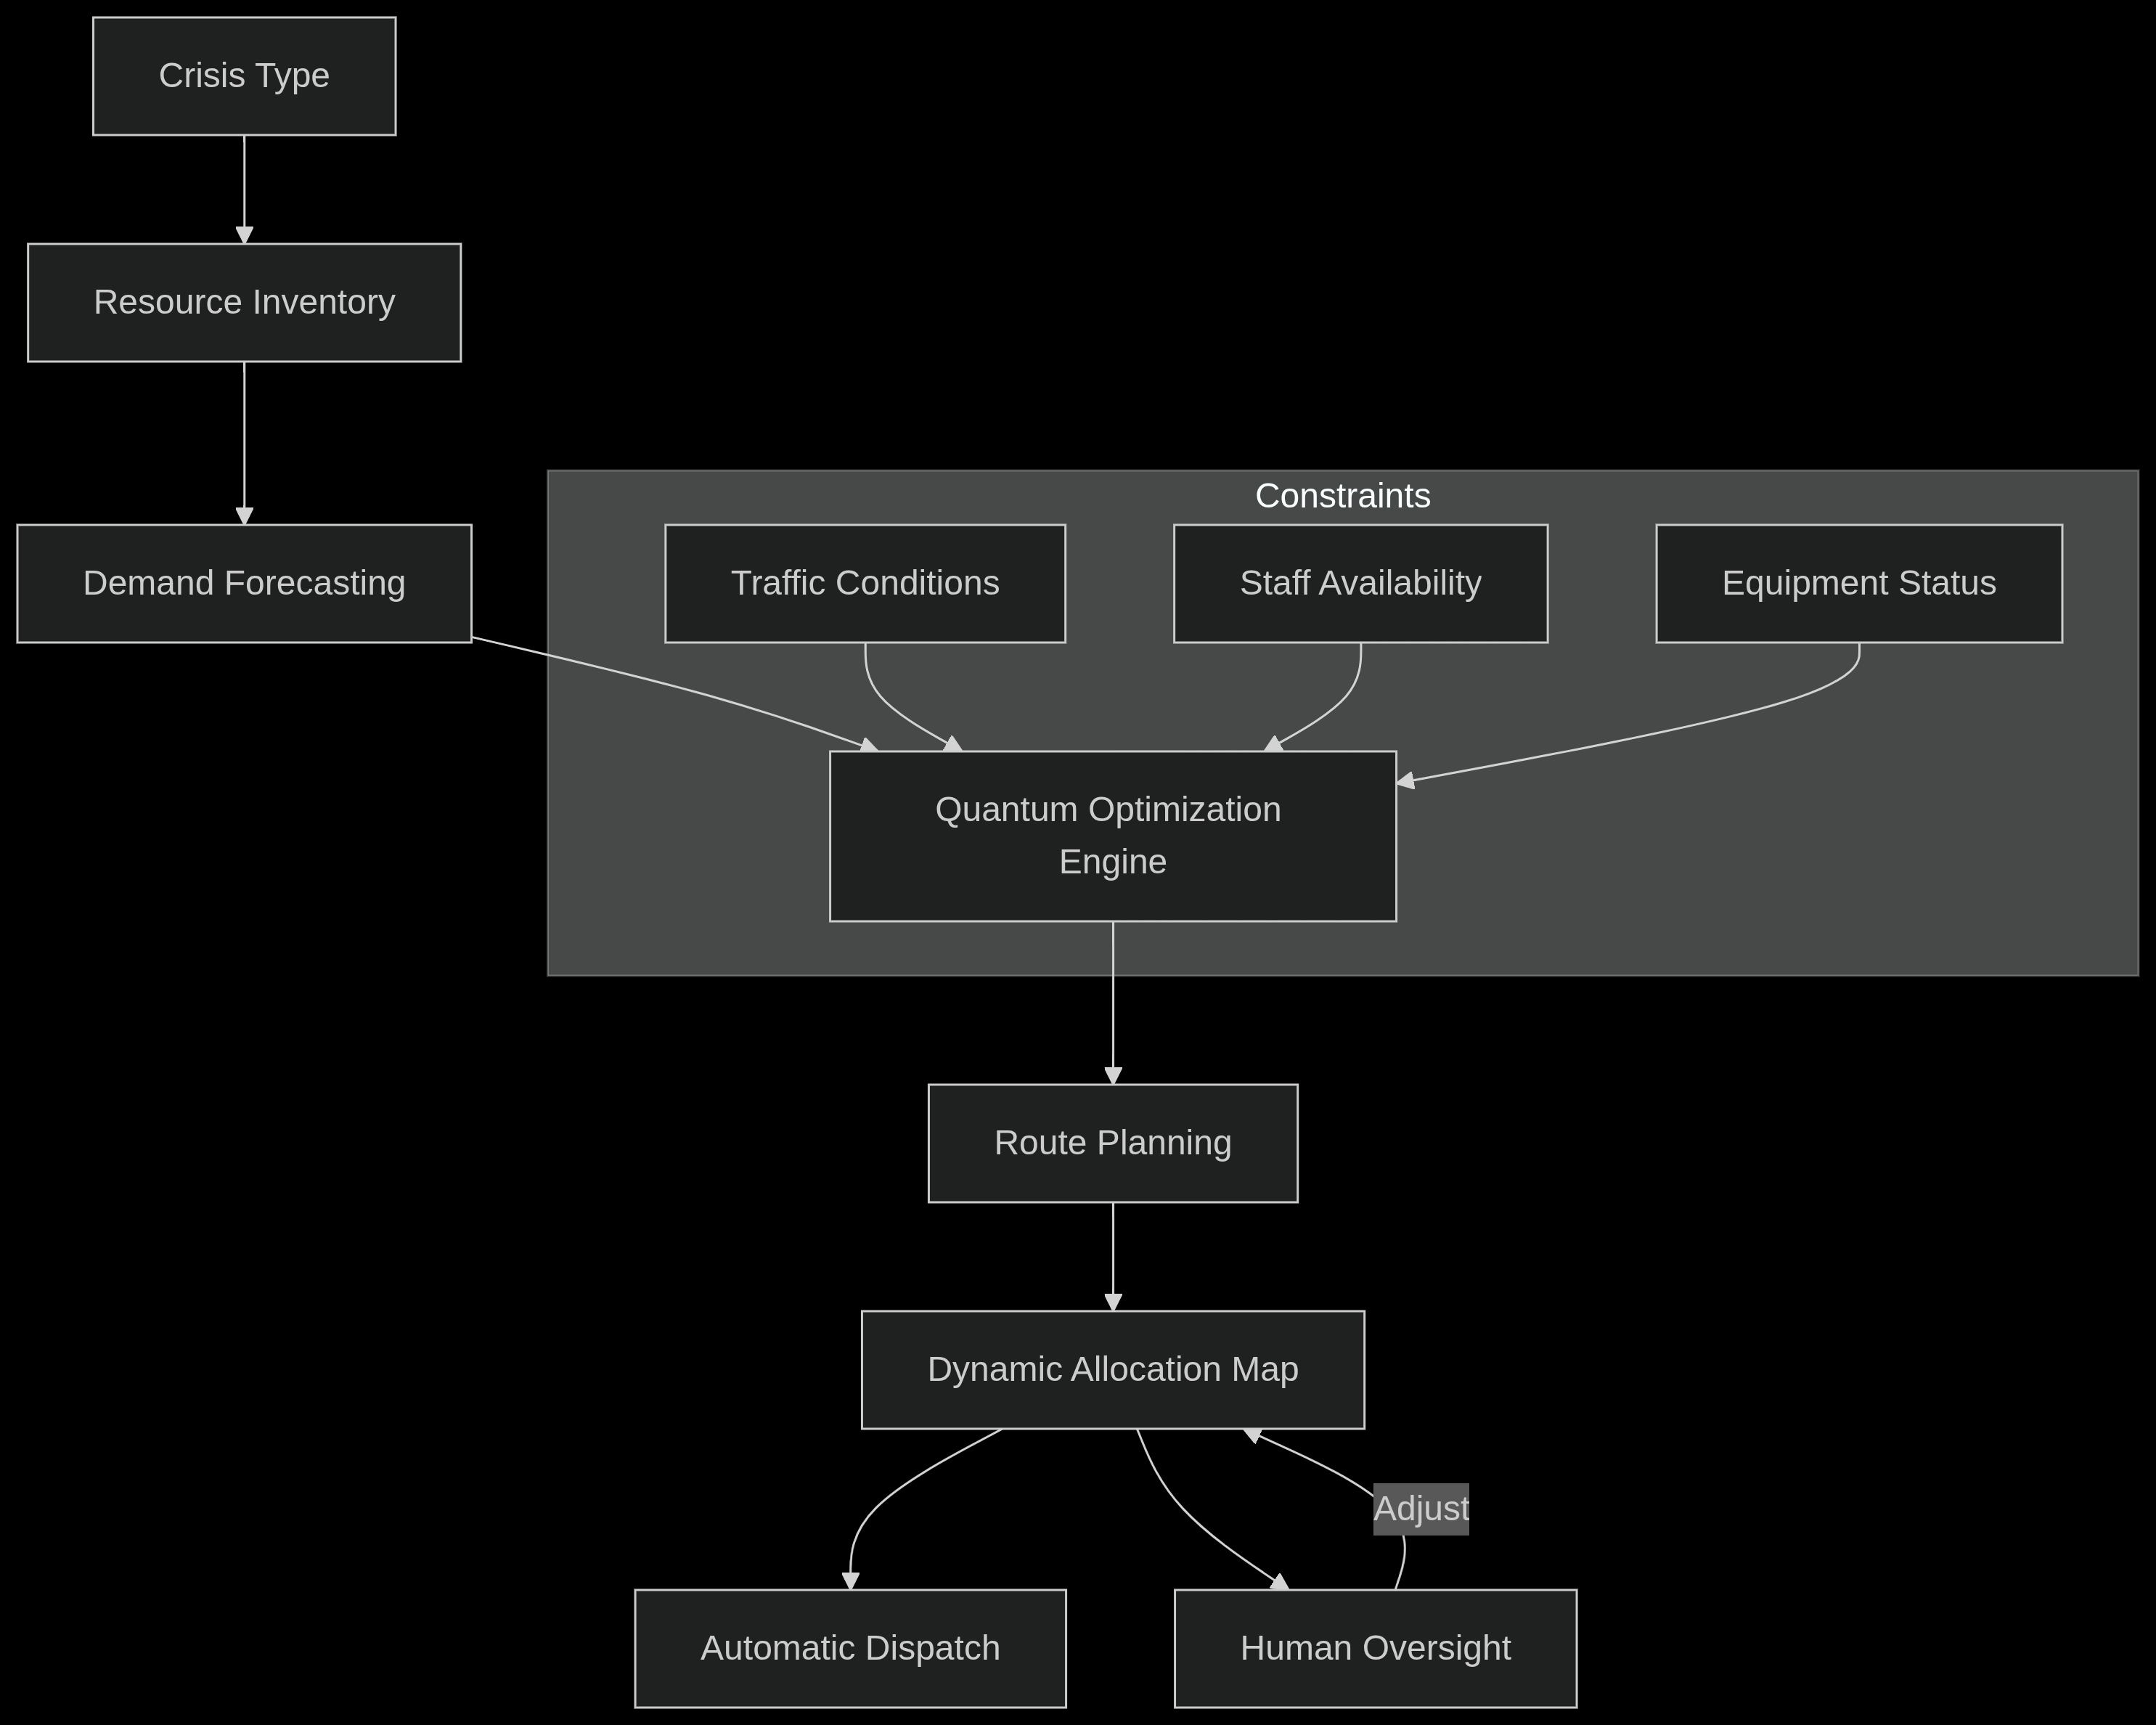 Crisis Type
Resource Inventory
Constraints
Demand Forecasting
Traffic Conditions
Staff Availability
Equipment Status
Quantum Optimization
Engine
Route Planning
Dynamic Allocation Map
Adjust
Automatic Dispatch
Human Oversight